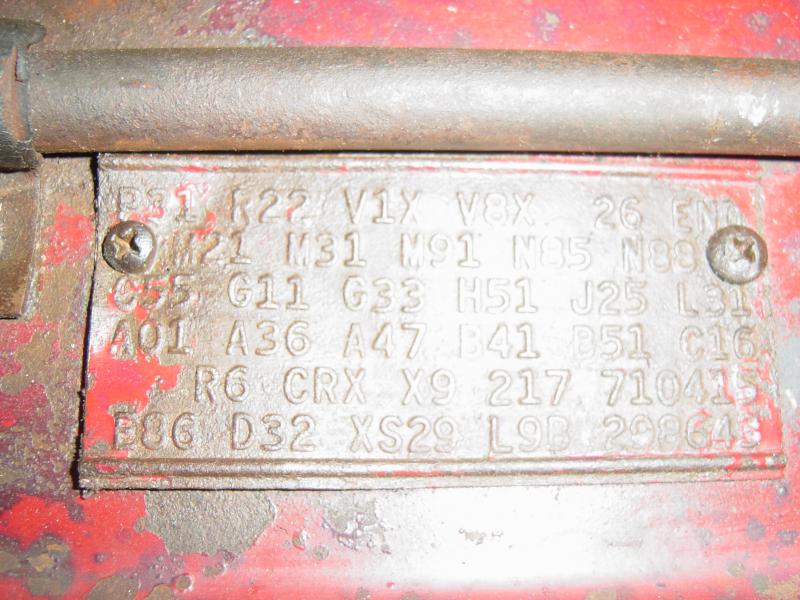 P31 R22 V1X V8X 26 END
M21 M31 M91 N85 N88
C55 G11 G33 H51 J25 L31
A01 A36 A47 B41 B51 C16
R6 CRX X9 217 710415
E86 D32 XS29 L9B 298643